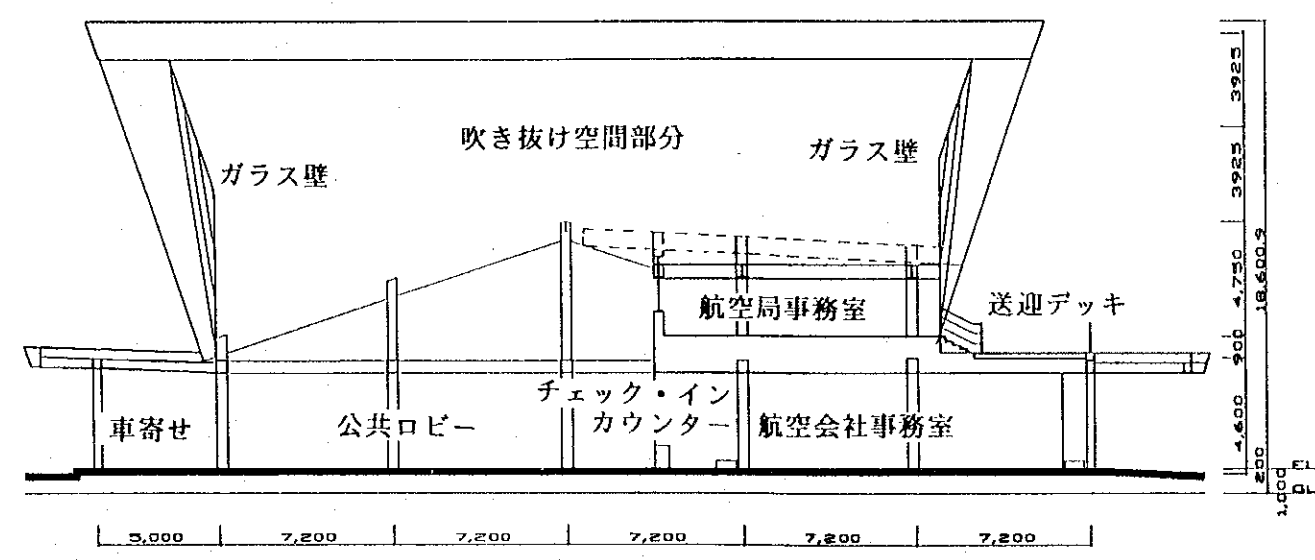 吹き抜け空間部分
ガラス壁
ガラス壁
航空局事務室
送迎デッキ
チェック・イン
カウンター
車寄せ
公共ロビー
航空会社事務室
3925
3925
4,750
18,600.9
900
4,600
200
1,000
FL
GL
5,000 7,200 7,200 7,200 7,200 7,200